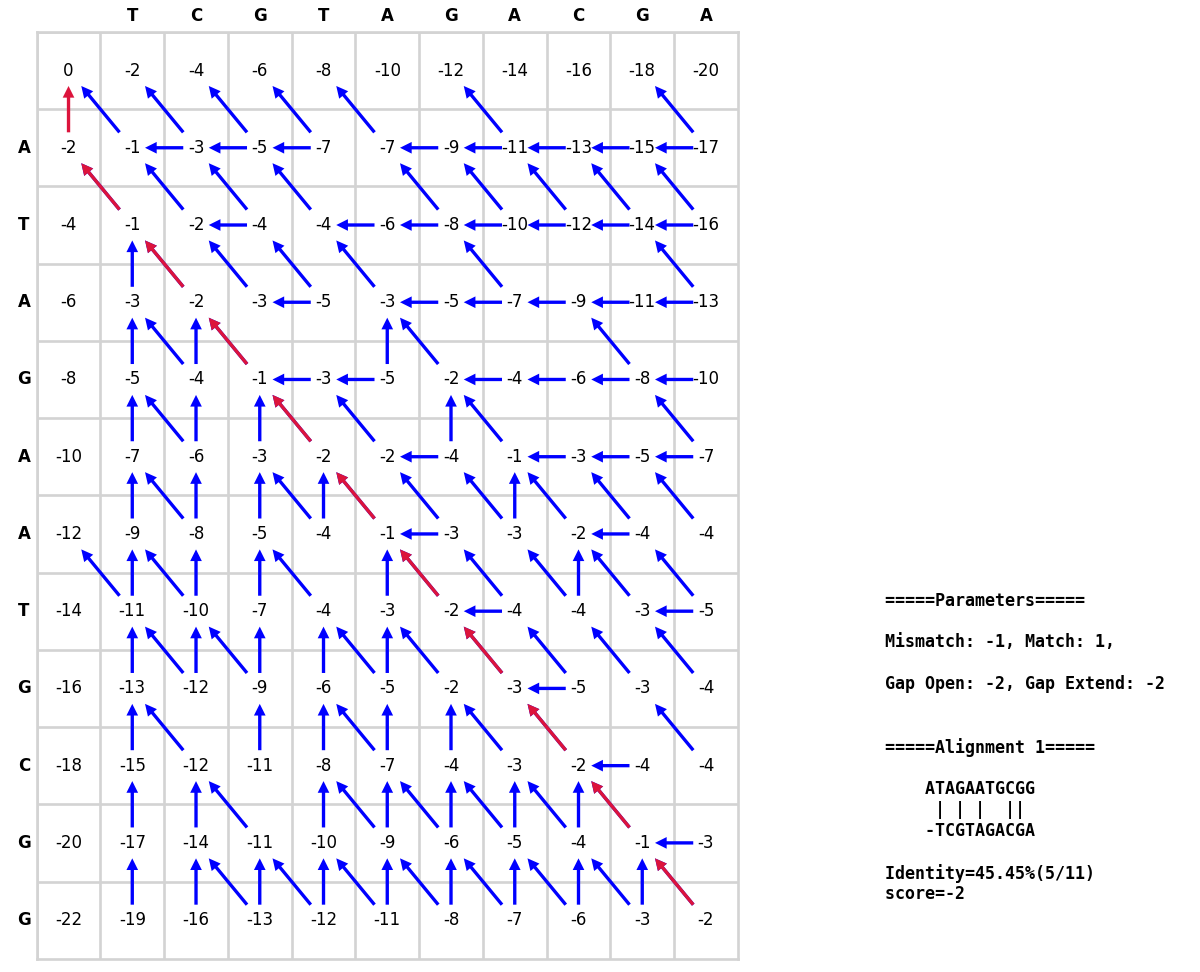 T C G T A G A C G A
0 -2 -4 -6 -8 -10 -12 -14 -16 -18 -20
A -2 -1 -3 -5 -7 -7 -9 -11 -13 -15 -17
T -4 -1 -2 -4 -4 -6 -8 -10 -12 -14 -16
A -6 -3 -2 -3 -5 -3 -5 -7 -9 -11 -13
G -8 -5 -4 -1 -3 -5 -2 -4 -6 -8 -10
A -10 -7 -6 -3 -2 -2 -4 -1 -3 -5 -7
A -12 -9 -8 -5 -4 -1 -3 -3 -2 -4 -4
T -14 -11 -10 -7 -4 -3 -2 -4 -4 -3 -5
G -16 -13 -12 -9 -6 -5 -2 -3 -5 -3 -4
C -18 -15 -12 -11 -8 -7 -4 -3 -2 -4 -4
G -20 -17 -14 -11 -10 -9 -6 -5 -4 -1 -3
G -22 -19 -16 -13 -12 -11 -8 -7 -6 -3 -2
=====Parameters=====
Mismatch: -1, Match: 1,
Gap Open: -2, Gap Extend: -2
=====Alignment 1=====
ATAGAATGCGG
| | |  ||
-TCGTAGACGA
Identity=45.45%(5/11)
score=-2